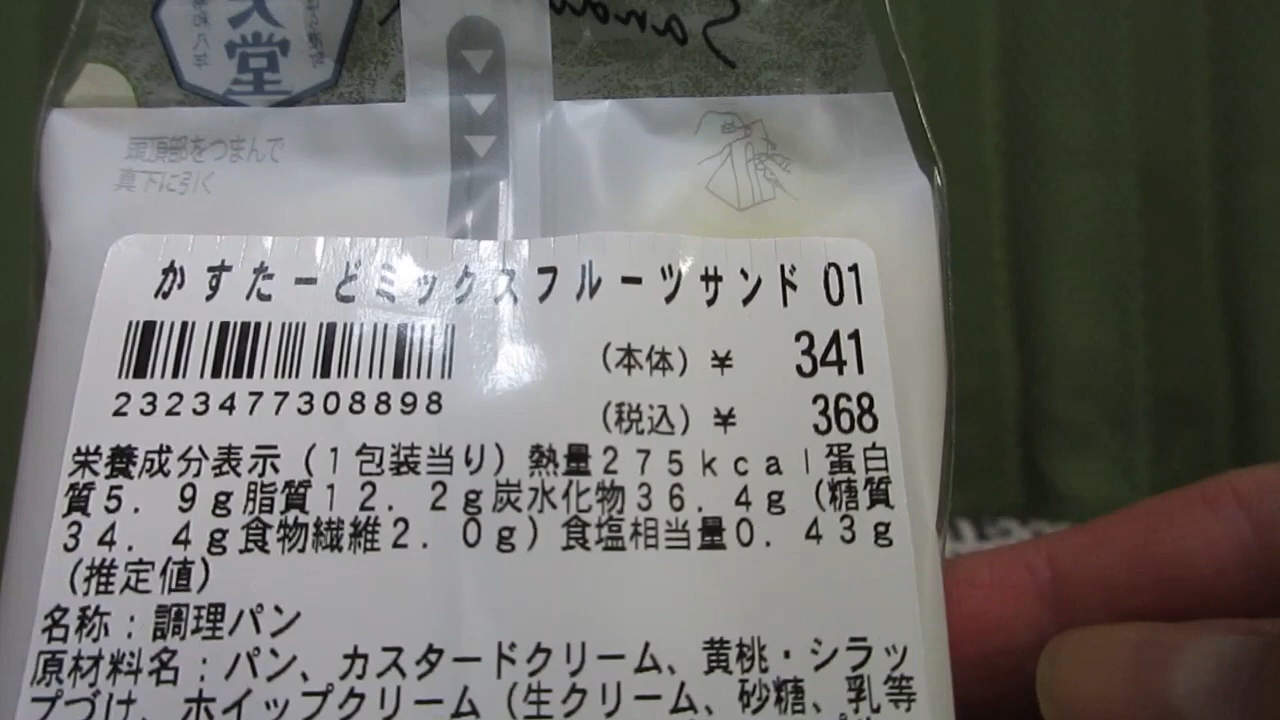 堂
Sand
頭頂部をつまんで
真下に引く
かすたーどミックスフルーツサンド 01
(本体) ¥ 341
2323477308898
(税込) ¥ 368
栄養成分表示(1包装当り)熱量275kcal蛋白
質5.9g脂質12.2g炭水化物36.4g(糖質
34.4g食物繊維2.0g)食塩相当量0.43g
(推定値)
名称:調理パン
原材料名:パン、カスタードクリーム、黄桃・シラッ
プづけ、ホイップクリーム(生クリーム、砂糖、乳等